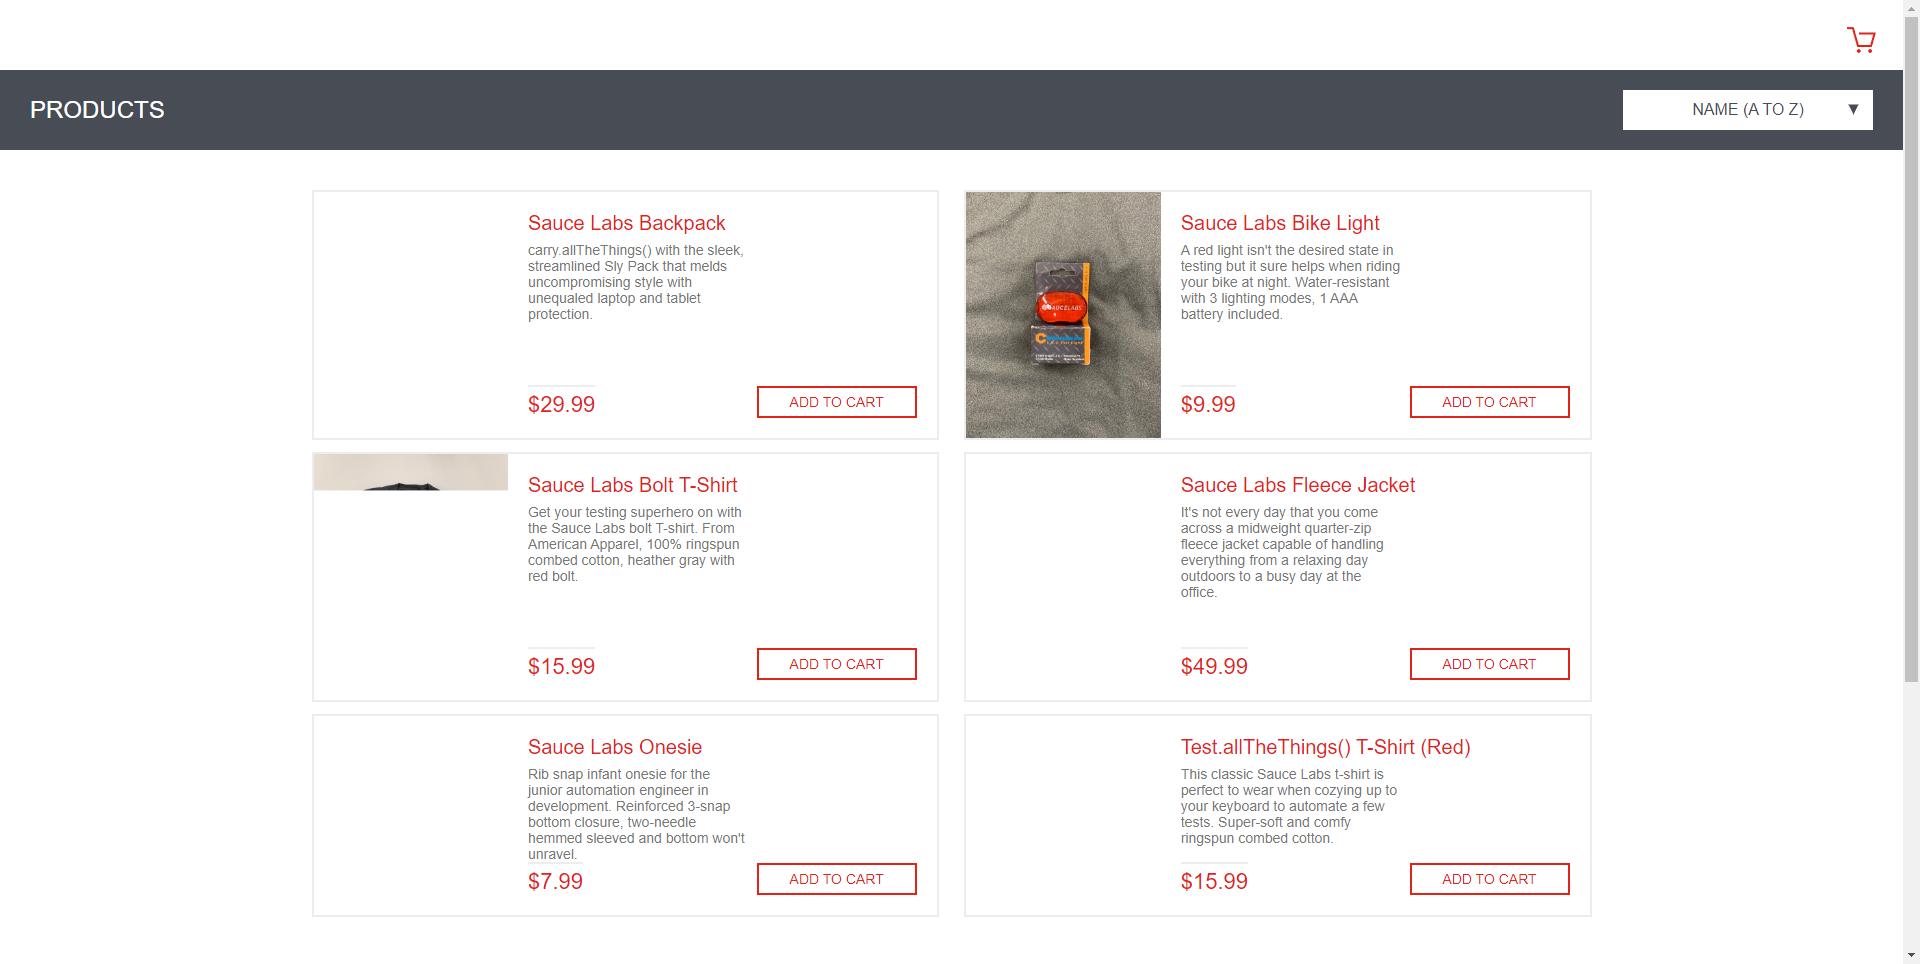 PRODUCTS
NAME (A TO Z)
Sauce Labs Backpack
carry.allTheThings() with the sleek,
streamlined Sly Pack that melds
uncompromising style with
unequaled laptop and tablet
protection.
$29.99
ADD TO CART
SAUCELABS
Sauce Labs Bike Light
A red light isn't the desired state in
testing but it sure helps when riding
your bike at night. Water-resistant
with 3 lighting modes, 1 AAA
battery included.
$9.99
ADD TO CART
Sauce Labs Bolt T-Shirt
Get your testing superhero on with
the Sauce Labs bolt T-shirt. From
American Apparel, 100% ringspun
combed cotton, heather gray with
red bolt.
$15.99
ADD TO CART
Sauce Labs Fleece Jacket
It's not every day that you come
across a midweight quarter-zip
fleece jacket capable of handling
everything from a relaxing day
outdoors to a busy day at the
office.
$49.99
ADD TO CART
Sauce Labs Onesie
Rib snap infant onesie for the
junior automation engineer in
development. Reinforced 3-snap
bottom closure, two-needle
hemmed sleeved and bottom won't
unravel.
$7.99
ADD TO CART
Test.allTheThings() T-Shirt (Red)
This classic Sauce Labs t-shirt is
perfect to wear when cozying up to
your keyboard to automate a few
tests. Super-soft and comfy
ringspun combed cotton.
$15.99
ADD TO CART